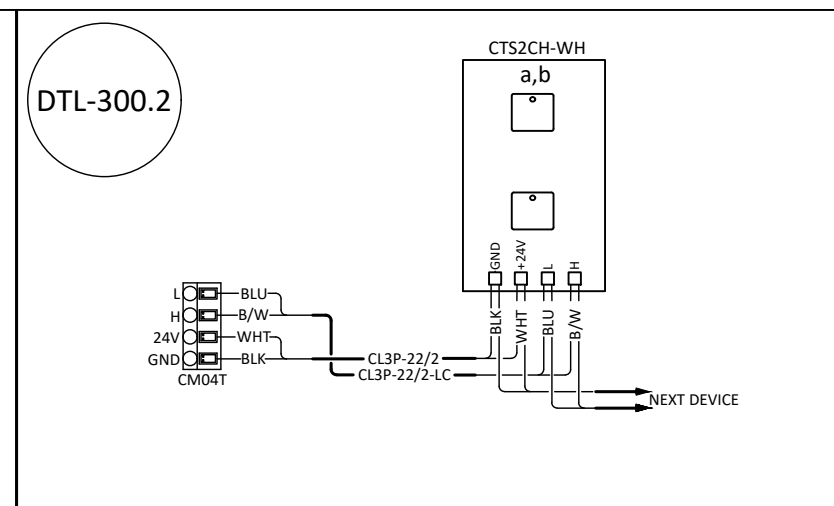 DTL-300.2
CTS2CH-WH
a,b
GND
+24V
L
H
BLK
WHT
BLU
B/W
L BLU
H B/W
24V WHT
GND BLK
CM04T
CL3P-22/2
CL3P-22/2-LC
NEXT DEVICE